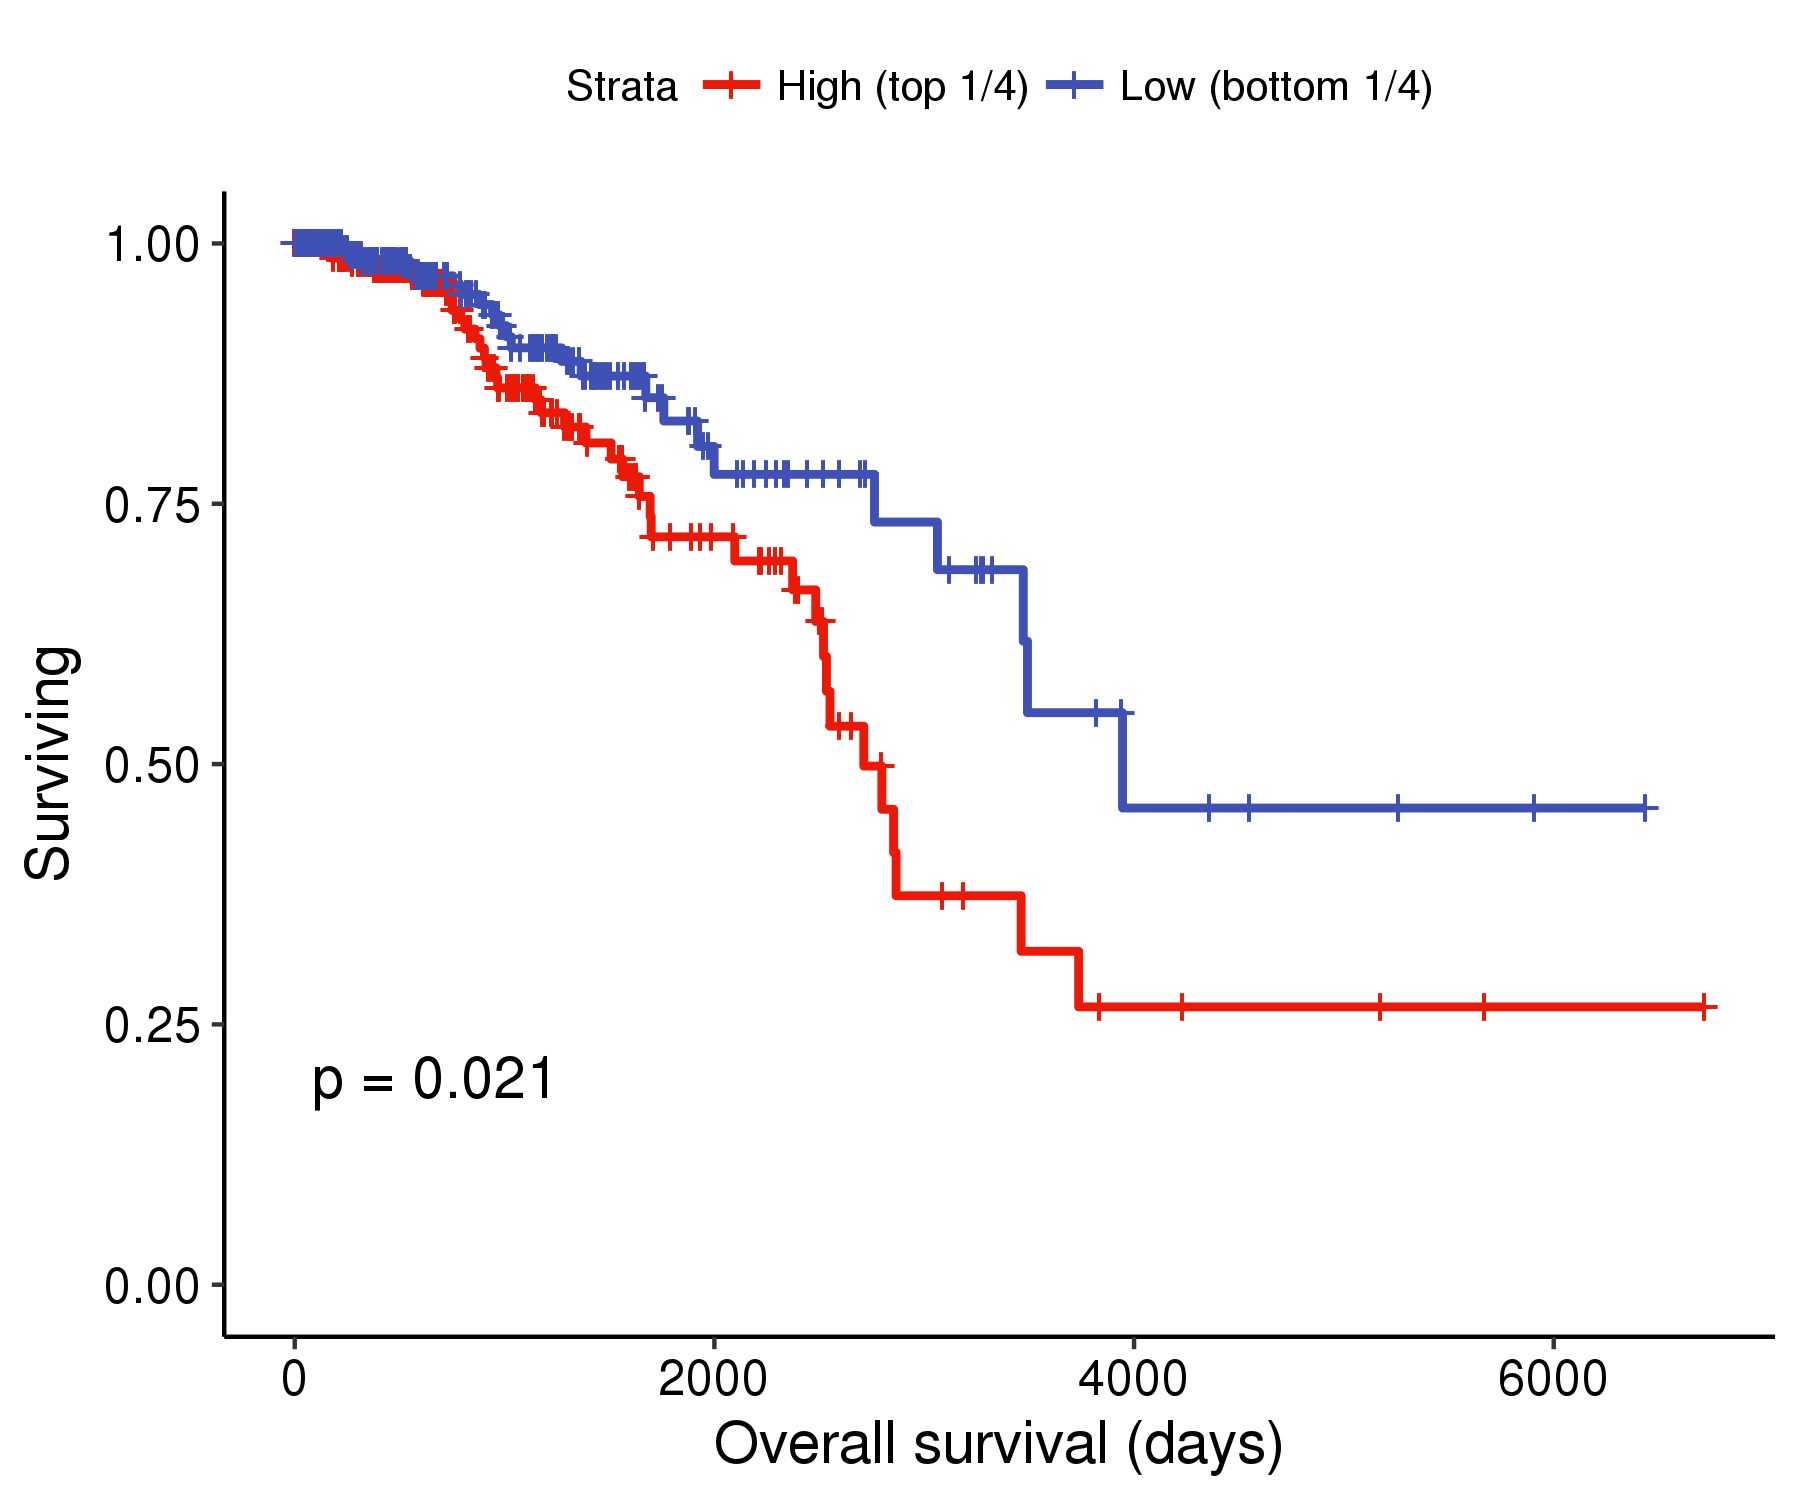 Strata High (top 1/4) Low (bottom 1/4)
1.00
0.75
0.50
0.25
0.00
Surviving
p = 0.021
0 2000 4000 6000
Overall survival (days)